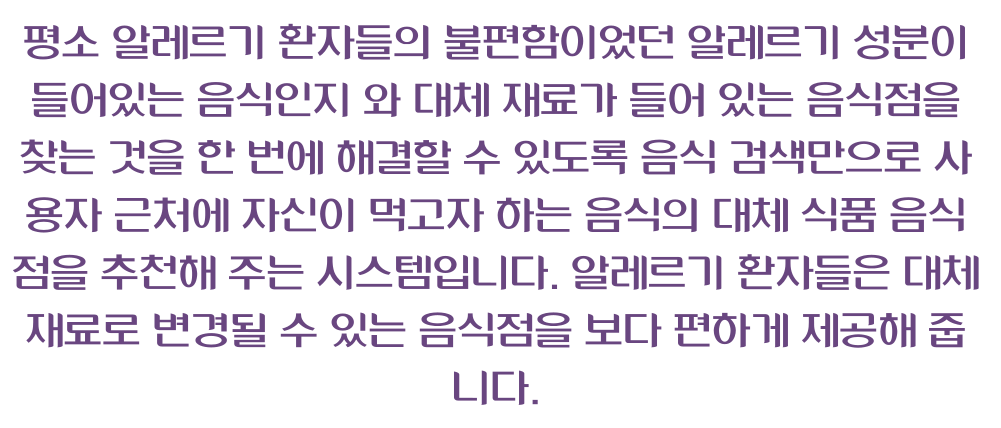 평소 알레르기 환자들의 불편함이었던 알레르기 성분이
들어있는 음식인지 와 대체 재료가 들어 있는 음식점을
찾는 것을 한 번에 해결할 수 있도록 음식 검색만으로 사
용자 근처에 자신이 먹고자 하는 음식의 대체 식품 음식
점을 추천해 주는 시스템입니다. 알레르기 환자들은 대체
재료로 변경될 수 있는 음식점을 보다 편하게 제공해 줍
니다.